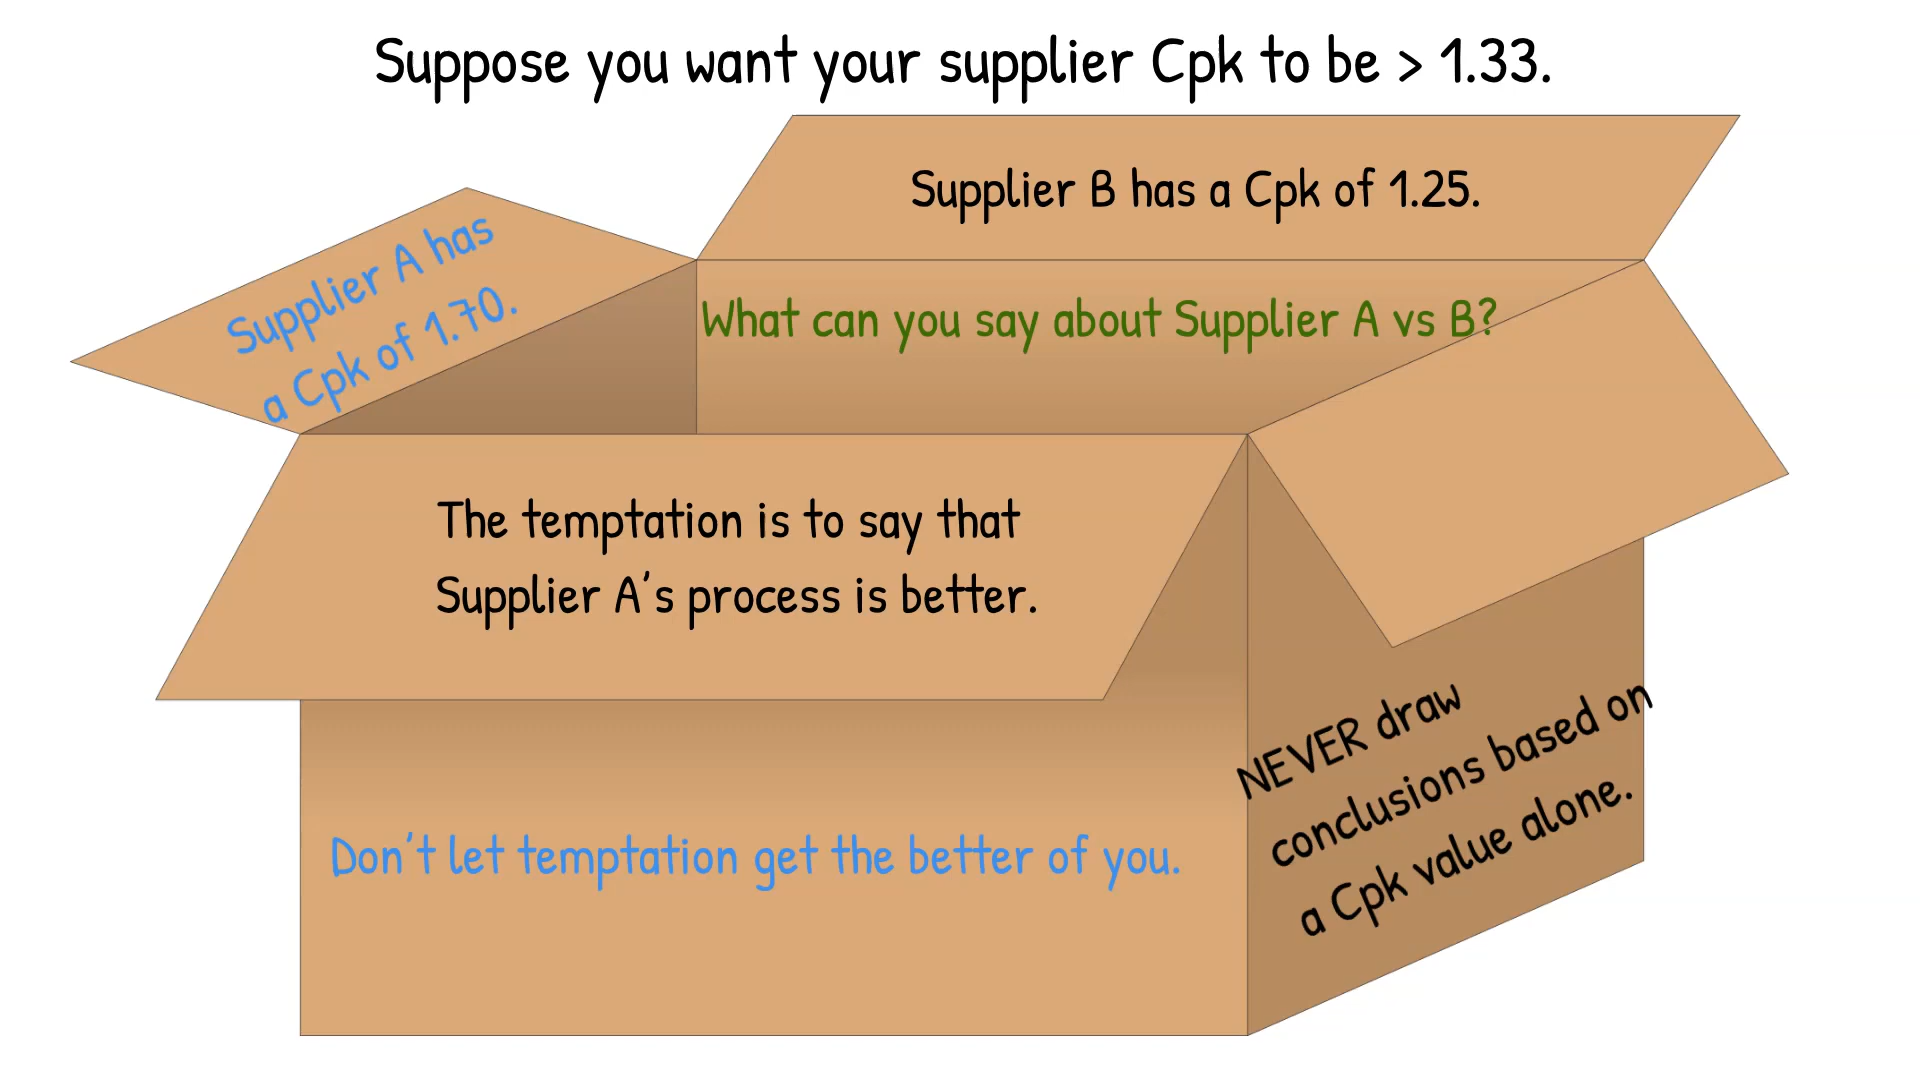 Suppose you want your supplier Cpk to be > 1.33.
Supplier A has
a Cpk of 1.70.
Supplier B has a Cpk of 1.25.
What can you say about Supplier A vs B?
The temptation is to say that
Supplier A's process is better.
Don't let temptation get the better of you.
NEVER draw
conclusions based on
a Cpk value alone.